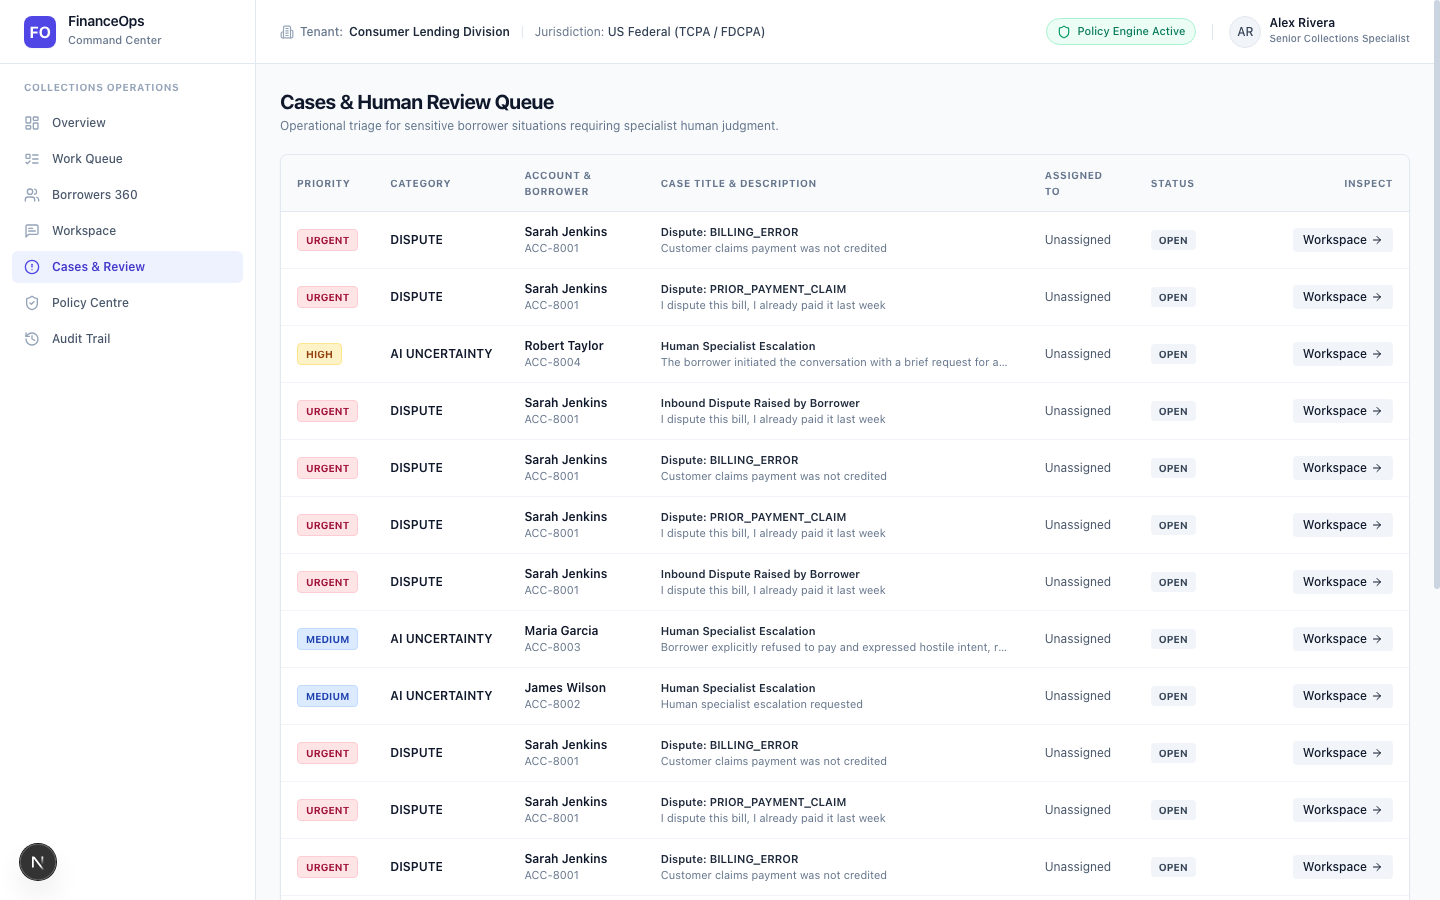 FO
FinanceOps
Command Center
Tenant: Consumer Lending Division
Jurisdiction: US Federal (TCPA / FDCPA)
Policy Engine Active
AR
Alex Rivera
Senior Collections Specialist
COLLECTIONS OPERATIONS
Overview
Work Queue
Borrowers 360
Workspace
Cases & Review
Policy Centre
Audit Trail
N
Cases & Human Review Queue
Operational triage for sensitive borrower situations requiring specialist human judgment.
PRIORITY CATEGORY ACCOUNT & BORROWER CASE TITLE & DESCRIPTION ASSIGNED TO STATUS INSPECT
URGENT DISPUTE Sarah Jenkins Dispute: BILLING_ERROR Unassigned OPEN Workspace →
ACC-8001 Customer claims payment was not credited
URGENT DISPUTE Sarah Jenkins Dispute: PRIOR_PAYMENT_CLAIM Unassigned OPEN Workspace →
ACC-8001 I dispute this bill, I already paid it last week
HIGH AI UNCERTAINTY Robert Taylor Human Specialist Escalation Unassigned OPEN Workspace →
ACC-8004 The borrower initiated the conversation with a brief request for a...
URGENT DISPUTE Sarah Jenkins Inbound Dispute Raised by Borrower Unassigned OPEN Workspace →
ACC-8001 I dispute this bill, I already paid it last week
URGENT DISPUTE Sarah Jenkins Dispute: BILLING_ERROR Unassigned OPEN Workspace →
ACC-8001 Customer claims payment was not credited
URGENT DISPUTE Sarah Jenkins Dispute: PRIOR_PAYMENT_CLAIM Unassigned OPEN Workspace →
ACC-8001 I dispute this bill, I already paid it last week
URGENT DISPUTE Sarah Jenkins Inbound Dispute Raised by Borrower Unassigned OPEN Workspace →
ACC-8001 I dispute this bill, I already paid it last week
MEDIUM AI UNCERTAINTY Maria Garcia Human Specialist Escalation Unassigned OPEN Workspace →
ACC-8003 Borrower explicitly refused to pay and expressed hostile intent, r...
MEDIUM AI UNCERTAINTY James Wilson Human Specialist Escalation Unassigned OPEN Workspace →
ACC-8002 Human specialist escalation requested
URGENT DISPUTE Sarah Jenkins Dispute: BILLING_ERROR Unassigned OPEN Workspace →
ACC-8001 Customer claims payment was not credited
URGENT DISPUTE Sarah Jenkins Dispute: PRIOR_PAYMENT_CLAIM Unassigned OPEN Workspace →
ACC-8001 I dispute this bill, I already paid it last week
URGENT DISPUTE Sarah Jenkins Dispute: BILLING_ERROR Unassigned OPEN Workspace →
ACC-8001 Customer claims payment was not credited